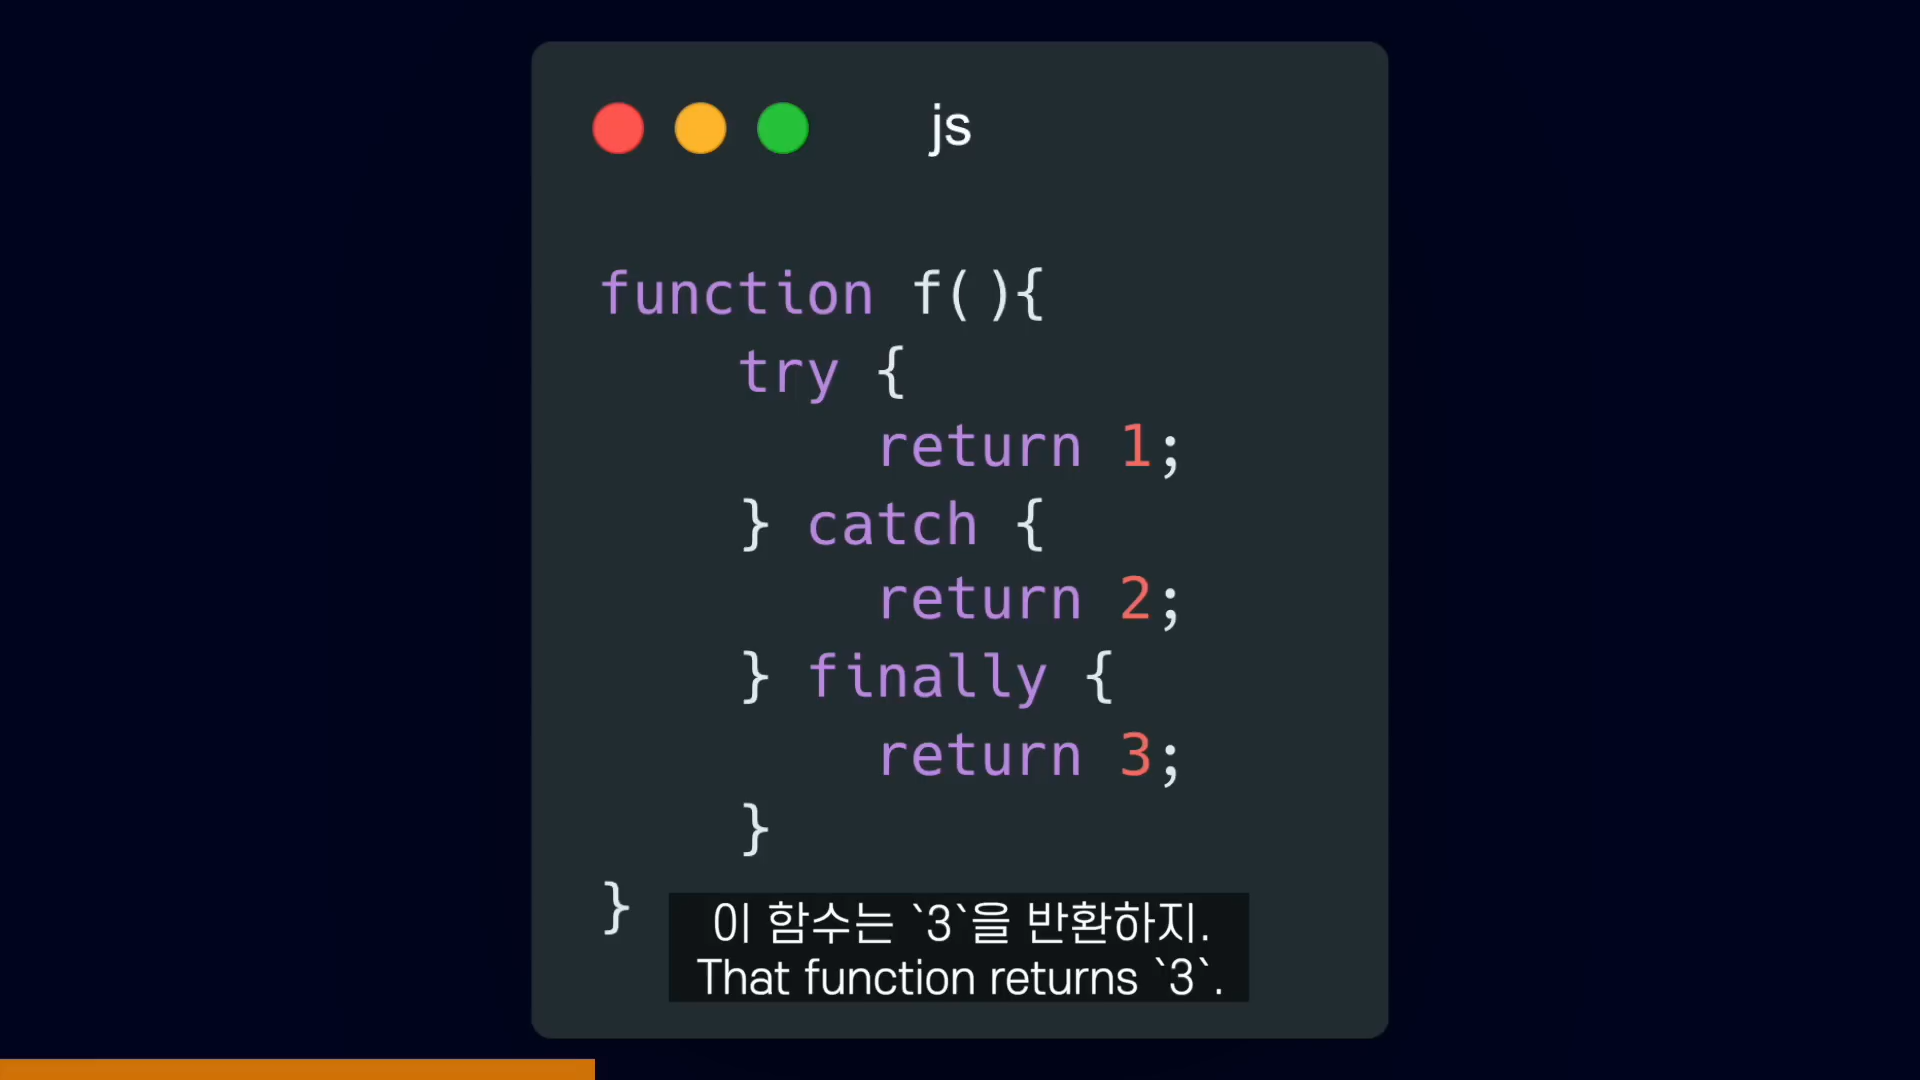 js
function f(){
try {
return 1;
} catch {
return 2;
} finally {
return 3;
}
}
이 함수는 `3`을 반환하지.
That function returns `3`.